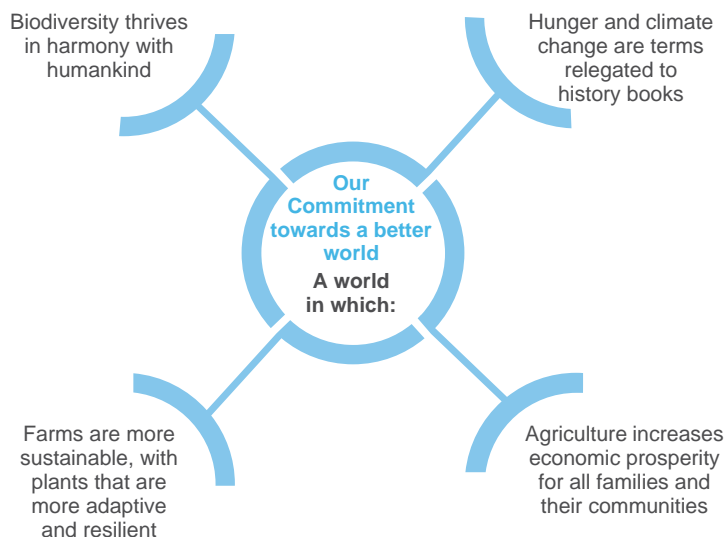 Biodiversity thrives
in harmony with
humankind
Hunger and climate
change are terms
relegated to
history books
Our
Commitment
towards a better
world
A world
in which:
Farms are more
sustainable, with
plants that are
more adaptive
and resilient
Agriculture increases
economic prosperity
for all families and
their communities